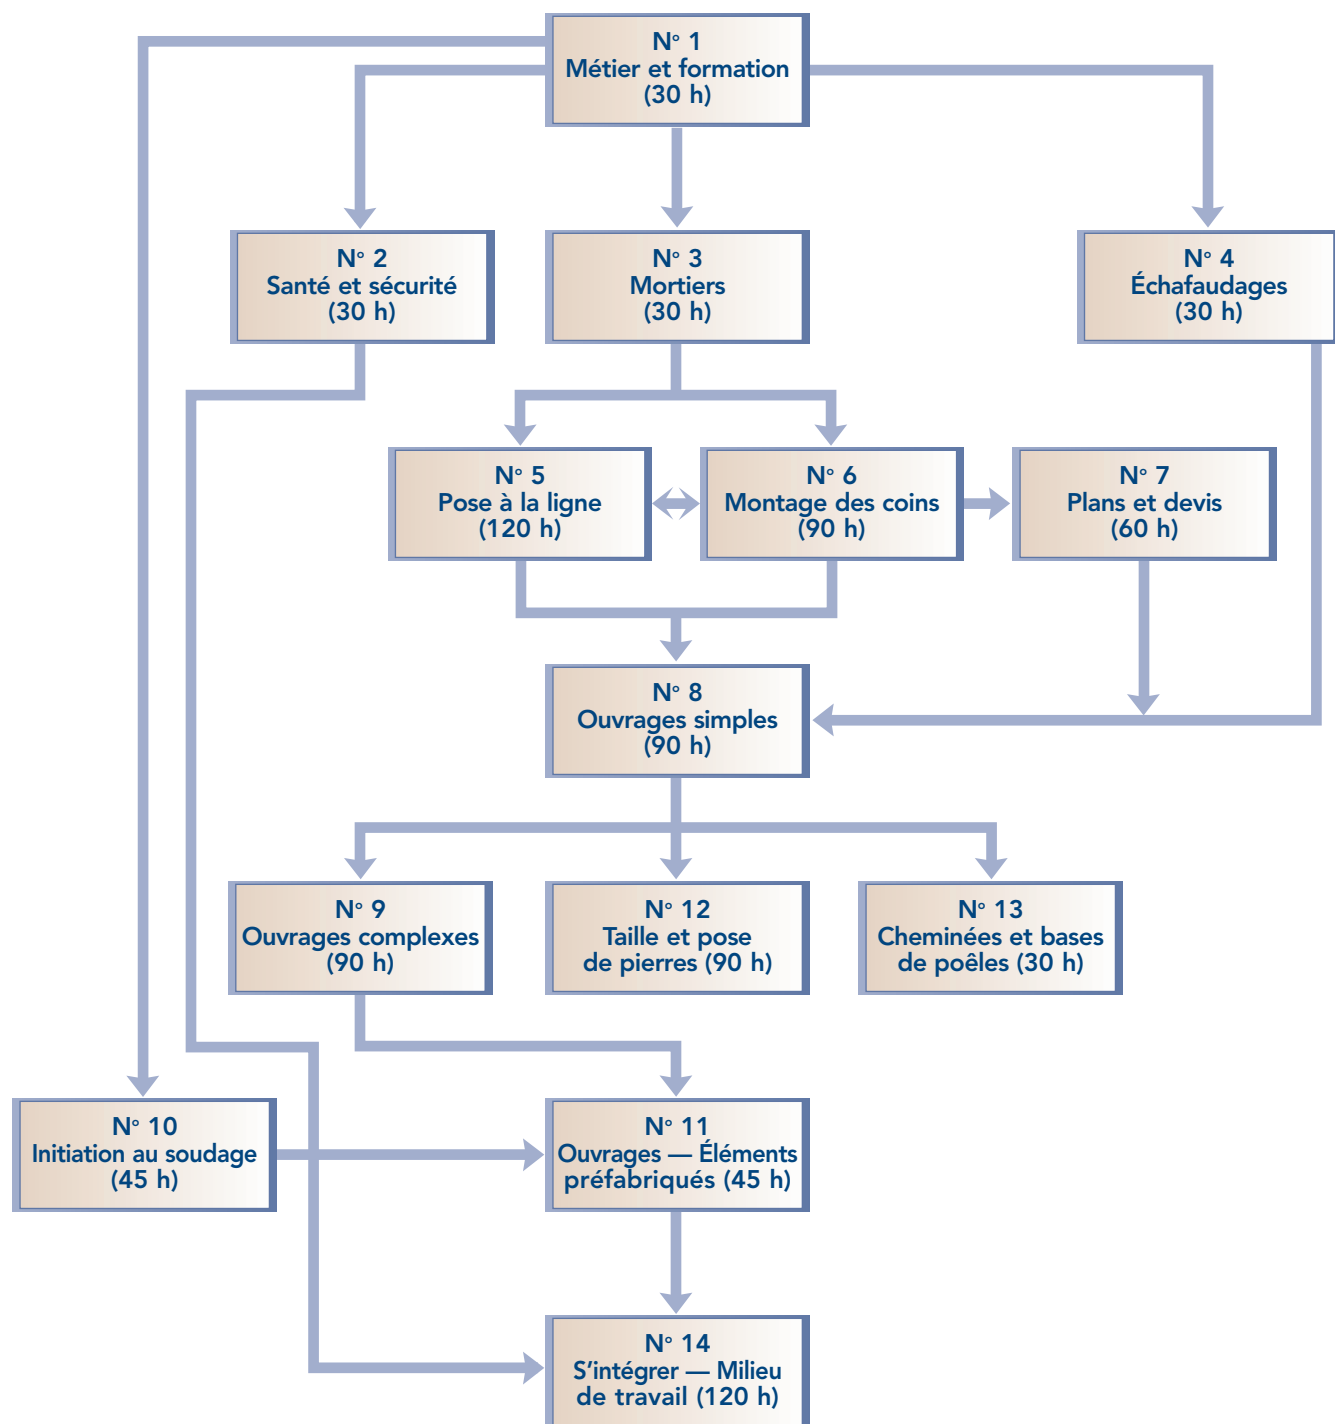 N° 1
Métier et formation
(30 h)
N° 2
Santé et sécurité
(30 h)
N° 3
Mortiers
(30 h)
N° 4
Échafaudages
(30 h)
N° 5
Pose à la ligne
(120 h)
N° 6
Montage des coins
(90 h)
N° 7
Plans et devis
(60 h)
N° 8
Ouvrages simples
(90 h)
N° 9
Ouvrages complexes
(90 h)
N° 12
Taille et pose
de pierres (90 h)
N° 13
Cheminées et bases
de poêles (30 h)
N° 10
Initiation au soudage
(45 h)
N° 11
Ouvrages — Éléments
préfabriqués (45 h)
N° 14
S'intégrer — Milieu
de travail (120 h)